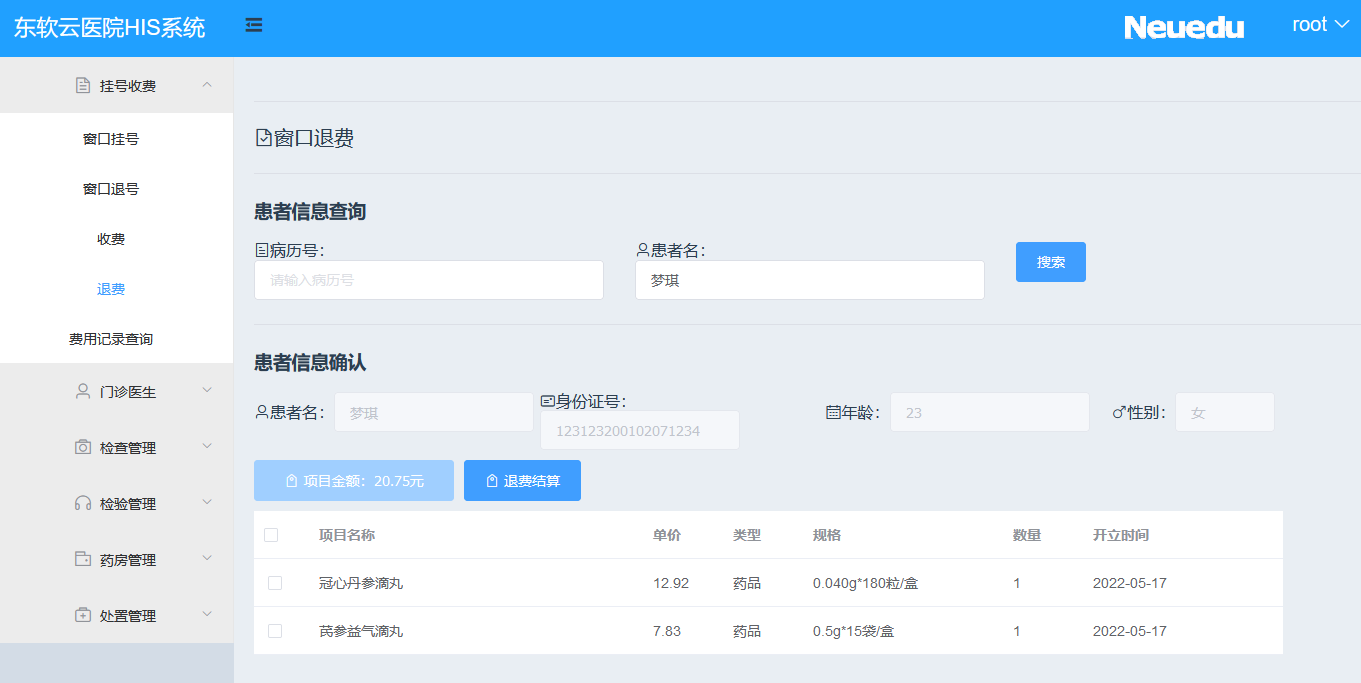 东软云医院HIS系统
Neuedu
root
挂号收费
窗口挂号
窗口退号
收费
退费
费用记录查询
门诊医生
检查管理
检验管理
药房管理
处置管理
窗口退费
患者信息查询
病历号：
患者名：
请输入病历号
梦琪
搜索
患者信息确认
患者名： 梦琪
身份证号：
123123200102071234
年龄： 23
性别： 女
项目金额：20.75元
退费结算
项目名称 单价 类型 规格 数量 开立时间
冠心丹参滴丸 12.92 药品 0.040g*180粒/盒 1 2022-05-17
芪参益气滴丸 7.83 药品 0.5g*15袋/盒 1 2022-05-17